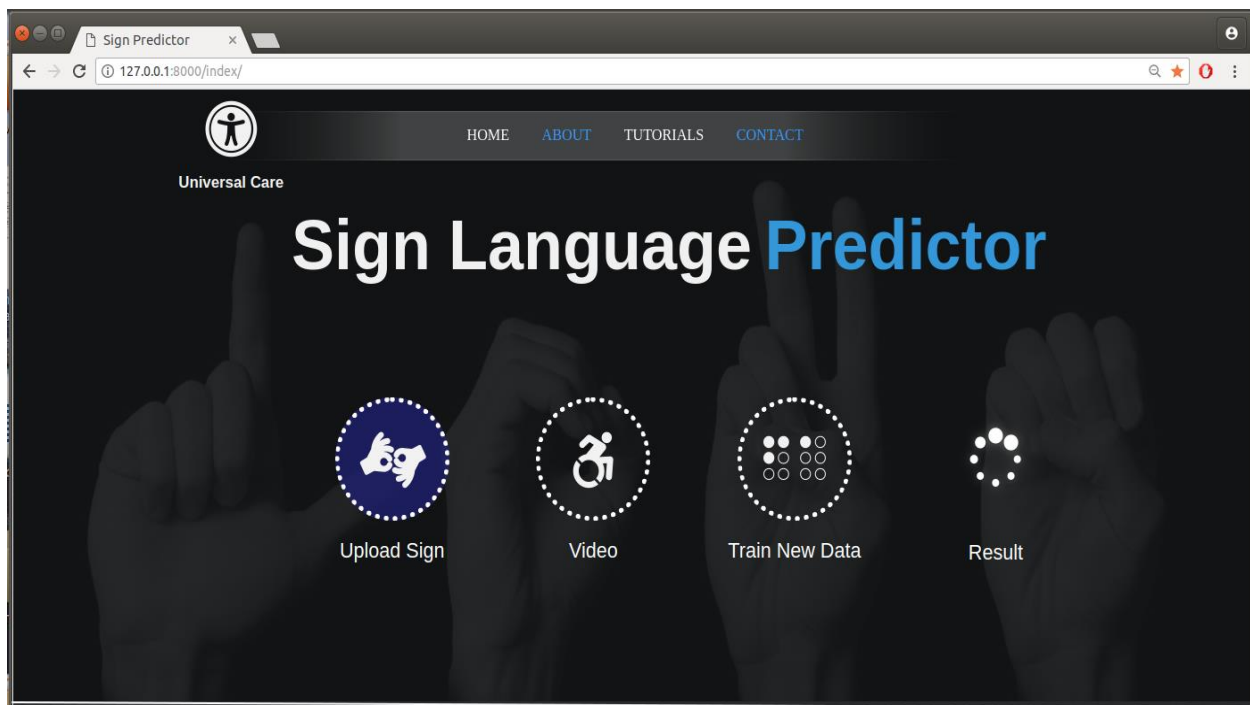 Sign Predictor
127.0.0.1:8000/index/
HOME ABOUT TUTORIALS CONTACT
Universal Care
Sign Language Predictor
Upload Sign Video Train New Data Result